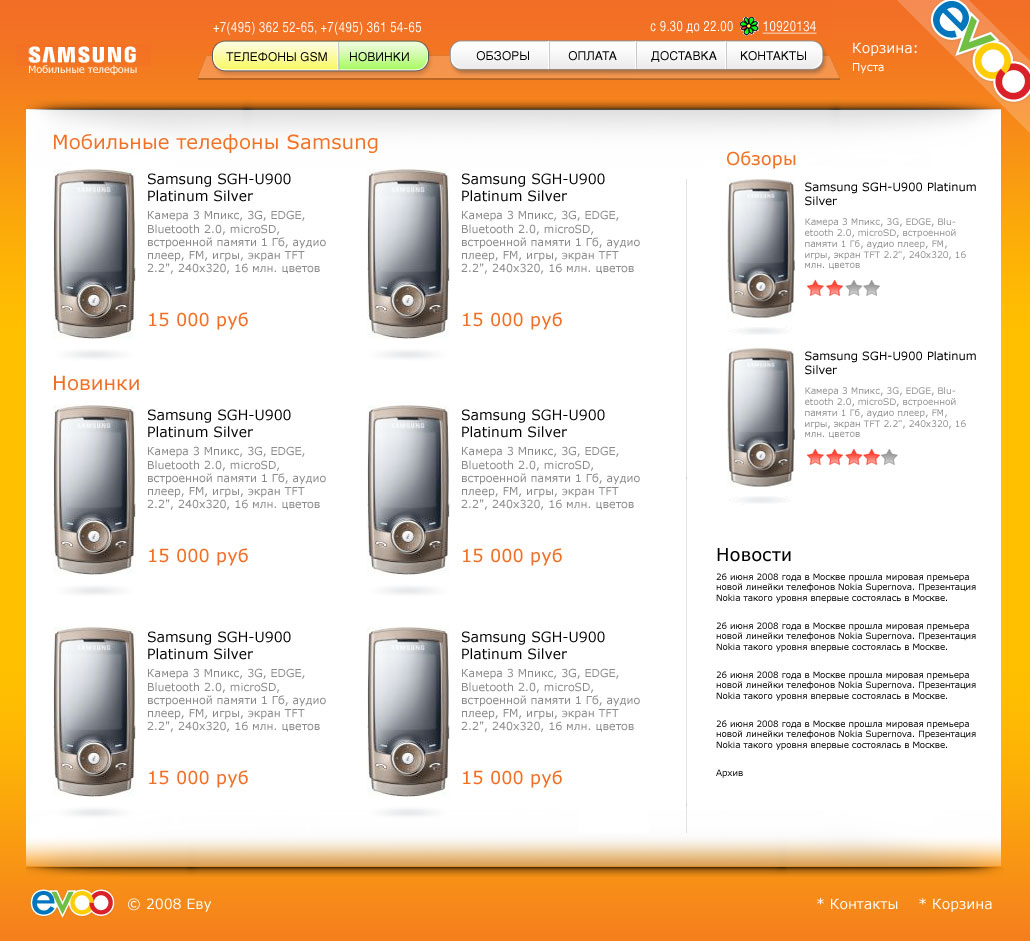 +7(495) 362 52-65, +7(495) 361 54-65
с 9.30 до 22.00 10920134
SAMSUNG
Мобильные телефоны
ТЕЛЕФОНЫ GSM НОВИНКИ ОБЗОРЫ ОПЛАТА ДОСТАВКА КОНТАКТЫ
Корзина:
Пуста
evoo
Мобильные телефоны Samsung
SAMSUNG
Samsung SGH-U900
Platinum Silver
Камера 3 Мпикс, 3G, EDGE,
Bluetooth 2.0, microSD,
встроенной памяти 1 Гб, аудио
плеер, FM, игры, экран TFT
2.2", 240x320, 16 млн. цветов
15 000 руб
SAMSUNG
Samsung SGH-U900
Platinum Silver
Камера 3 Мпикс, 3G, EDGE,
Bluetooth 2.0, microSD,
встроенной памяти 1 Гб, аудио
плеер, FM, игры, экран TFT
2.2", 240x320, 16 млн. цветов
15 000 руб
Новинки
SAMSUNG
Samsung SGH-U900
Platinum Silver
Камера 3 Мпикс, 3G, EDGE,
Bluetooth 2.0, microSD,
встроенной памяти 1 Гб, аудио
плеер, FM, игры, экран TFT
2.2", 240x320, 16 млн. цветов
15 000 руб
SAMSUNG
Samsung SGH-U900
Platinum Silver
Камера 3 Мпикс, 3G, EDGE,
Bluetooth 2.0, microSD,
встроенной памяти 1 Гб, аудио
плеер, FM, игры, экран TFT
2.2", 240x320, 16 млн. цветов
15 000 руб
SAMSUNG
Samsung SGH-U900
Platinum Silver
Камера 3 Мпикс, 3G, EDGE,
Bluetooth 2.0, microSD,
встроенной памяти 1 Гб, аудио
плеер, FM, игры, экран TFT
2.2", 240x320, 16 млн. цветов
15 000 руб
SAMSUNG
Samsung SGH-U900
Platinum Silver
Камера 3 Мпикс, 3G, EDGE,
Bluetooth 2.0, microSD,
встроенной памяти 1 Гб, аудио
плеер, FM, игры, экран TFT
2.2", 240x320, 16 млн. цветов
15 000 руб
Обзоры
SAMSUNG
Samsung SGH-U900 Platinum
Silver
Камера 3 Мпикс, 3G, EDGE, Blu-
etooth 2.0, microSD, встроенной
памяти 1 Гб, аудио плеер, FM,
игры, экран TFT 2.2", 240x320, 16
млн. цветов
SAMSUNG
Samsung SGH-U900 Platinum
Silver
Камера 3 Мпикс, 3G, EDGE, Blu-
etooth 2.0, microSD, встроенной
памяти 1 Гб, аудио плеер, FM,
игры, экран TFT 2.2", 240x320, 16
млн. цветов
Новости
26 июня 2008 года в Москве прошла мировая премьера
новой линейки телефонов Nokia Supernova. Презентация
Nokia такого уровня впервые состоялась в Москве.
26 июня 2008 года в Москве прошла мировая премьера
новой линейки телефонов Nokia Supernova. Презентация
Nokia такого уровня впервые состоялась в Москве.
26 июня 2008 года в Москве прошла мировая премьера
новой линейки телефонов Nokia Supernova. Презентация
Nokia такого уровня впервые состоялась в Москве.
26 июня 2008 года в Москве прошла мировая премьера
новой линейки телефонов Nokia Supernova. Презентация
Nokia такого уровня впервые состоялась в Москве.
Архив
evoo © 2008 Еву
* Контакты * Корзина